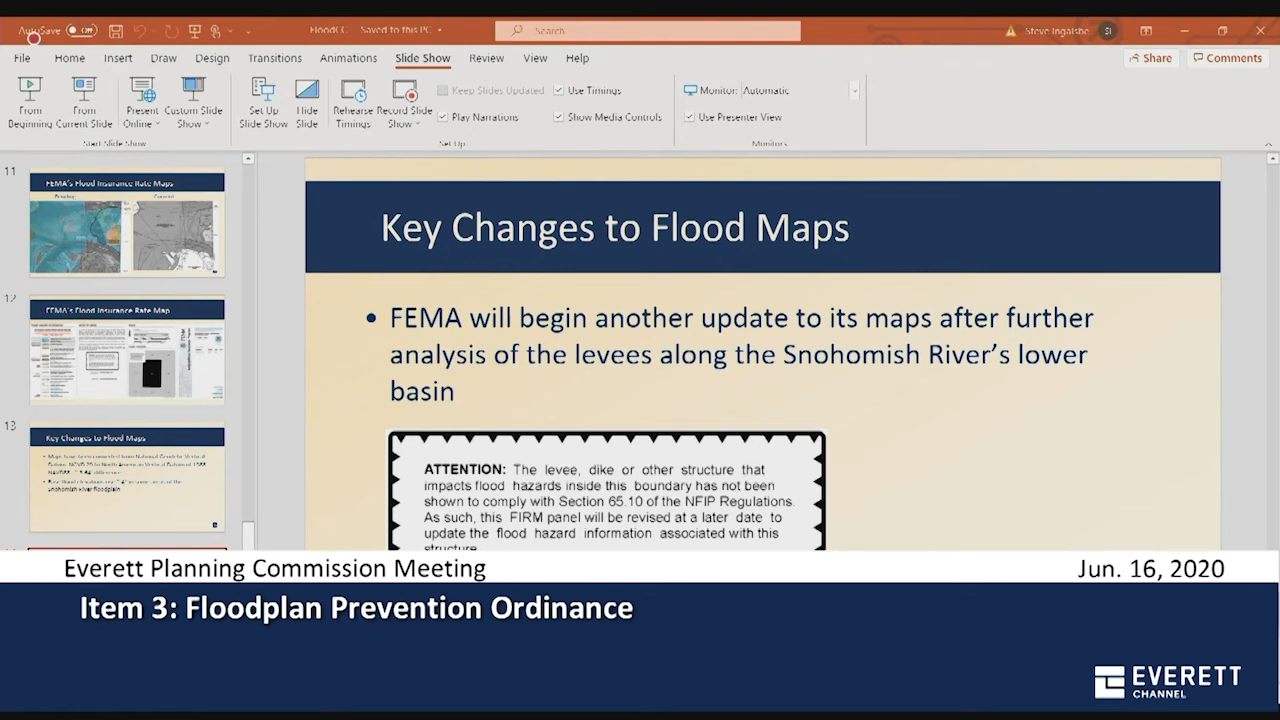 AutoSave Off FloodCC - Saved to this PC Search Steve Ingalsbe SI
File Home Insert Draw Design Transitions Animations Slide Show Review View Help Share Comments
From Beginning From Current Slide Present Online Custom Slide Show Set Up Slide Show Hide Slide Rehearse Timings Record Slide Show
Keep Slides Updated Use Timings Monitor: Automatic
Play Narrations Show Media Controls Use Presenter View
Start Slide Show Set Up Monitors
11
FEMA's Flood Insurance Rate Maps
12
FEMA's Flood Insurance Rate Map
13
Key Changes to Flood Maps
Key Changes to Flood Maps
• FEMA will begin another update to its maps after further
analysis of the levees along the Snohomish River's lower
basin
ATTENTION: The levee, dike or other structure that
impacts flood hazards inside this boundary has not been
shown to comply with Section 65.10 of the NFIP Regulations.
As such, this FIRM panel will be revised at a later date to
update the flood hazard information associated with this
structure.
Everett Planning Commission Meeting Jun. 16, 2020
Item 3: Floodplan Prevention Ordinance
EVERETT
CHANNEL